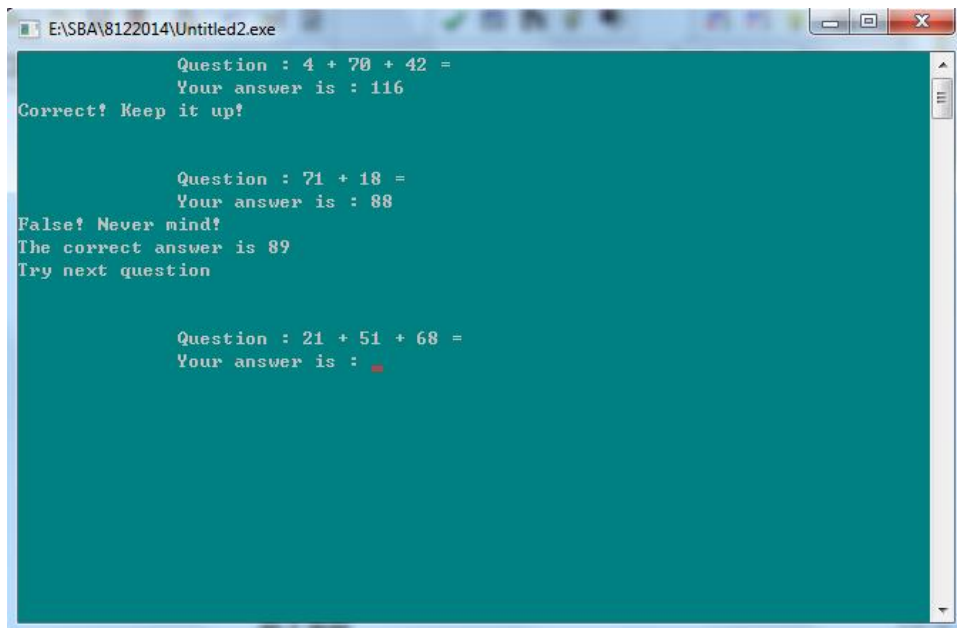 E:\SBA\8122014\Untitled2.exe
Question : 4 + 70 + 42 =
Your answer is : 116
Correct! Keep it up!
Question : 71 + 18 =
Your answer is : 88
False! Never mind!
The correct answer is 89
Try next question
Question : 21 + 51 + 68 =
Your answer is :